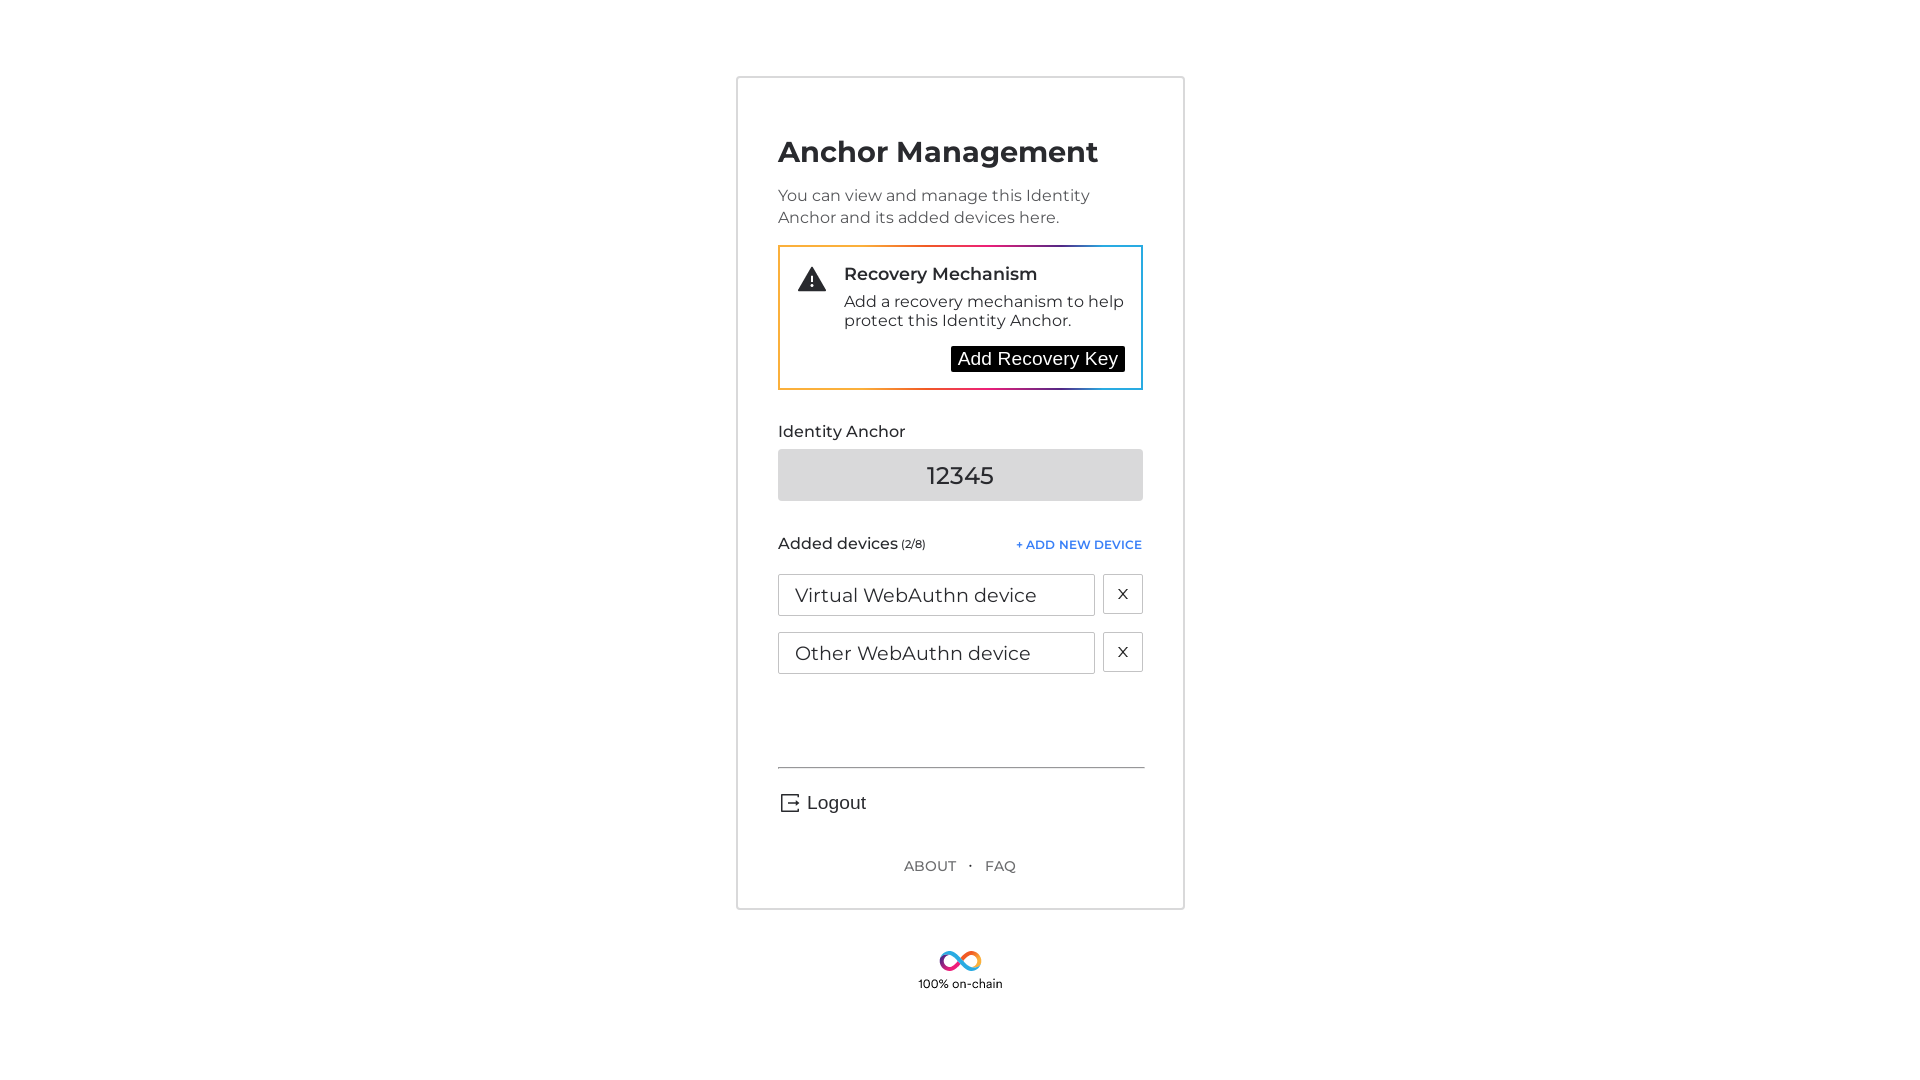 Anchor Management
You can view and manage this Identity
Anchor and its added devices here.
Recovery Mechanism
Add a recovery mechanism to help
protect this Identity Anchor.
Add Recovery Key
Identity Anchor
12345
Added devices (2/8)
+ ADD NEW DEVICE
Virtual WebAuthn device
X
Other WebAuthn device
X
Logout
ABOUT · FAQ
100% on-chain